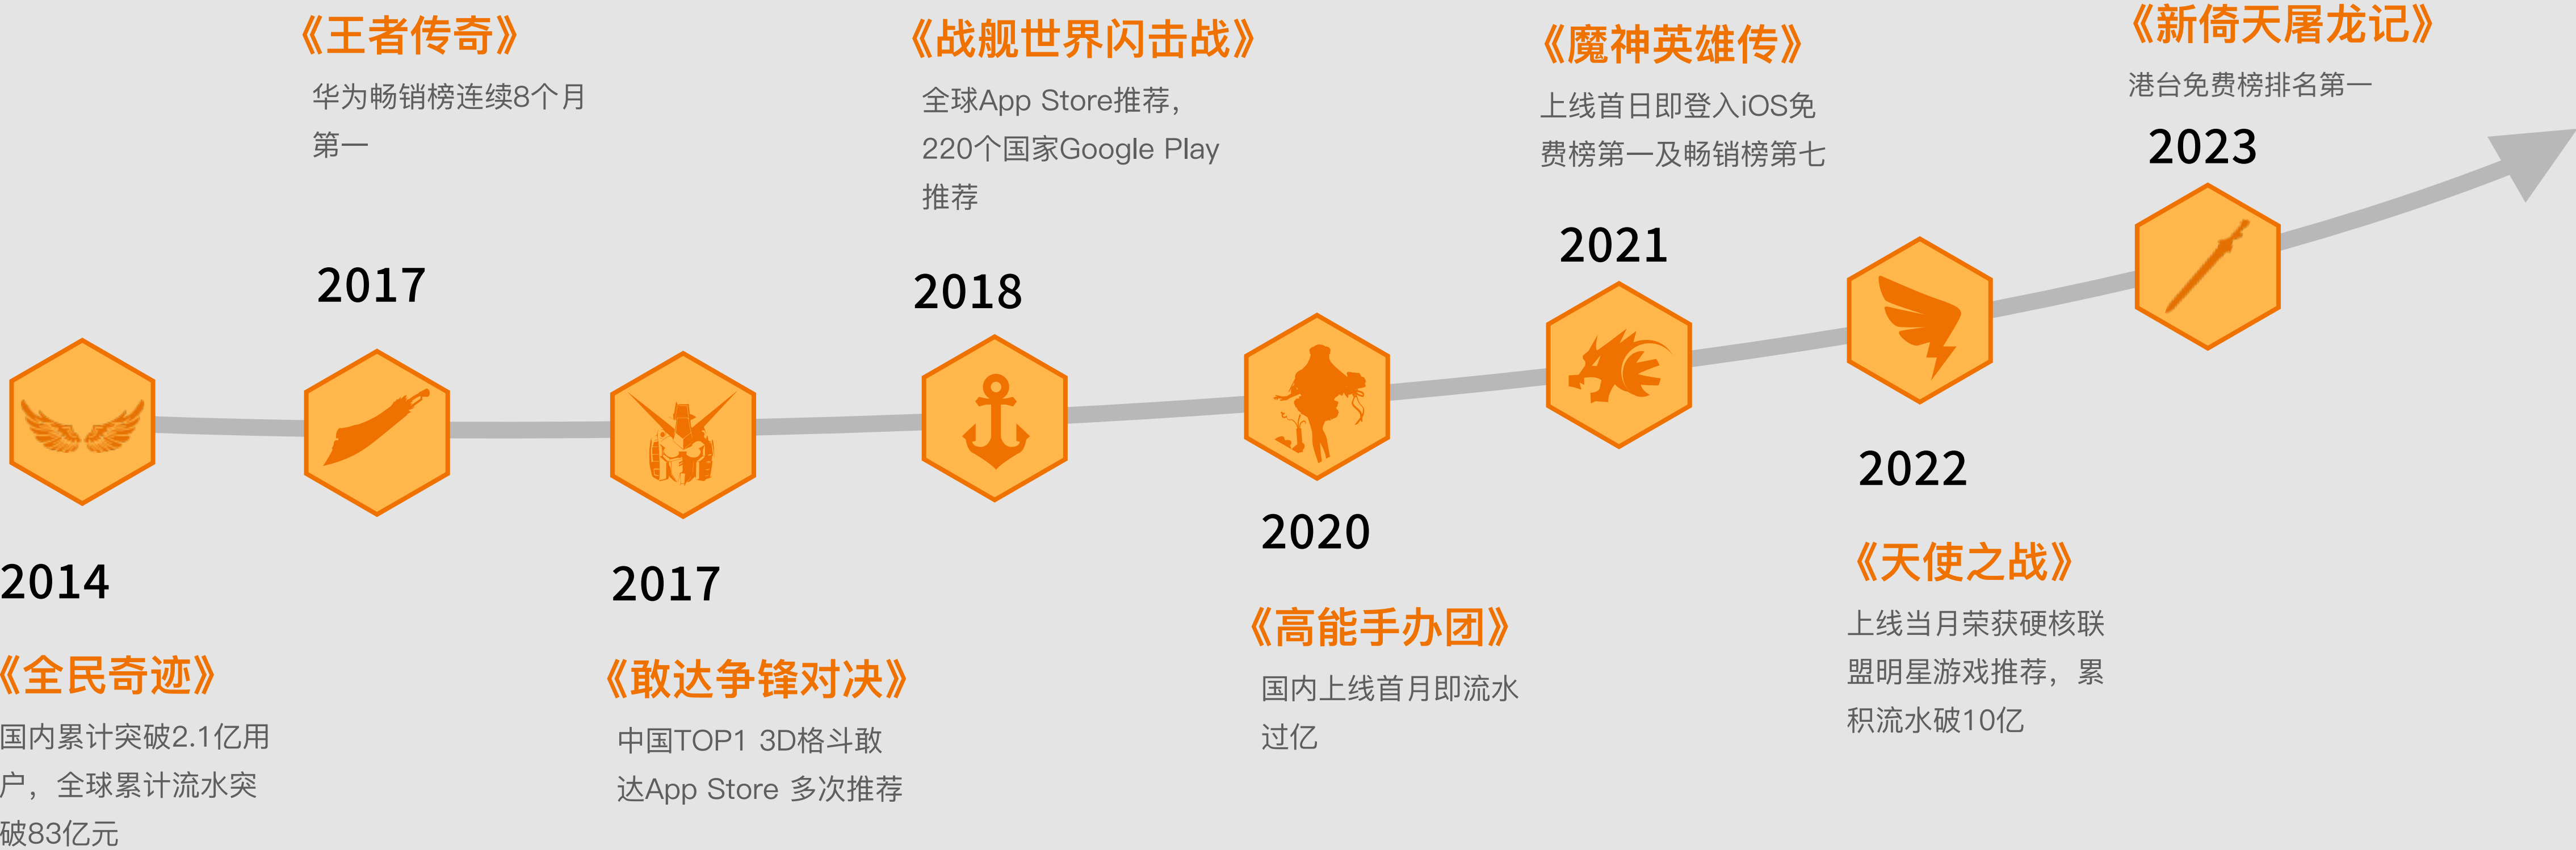 2014
《全民奇迹》
国内累计突破2.1亿用
户，全球累计流水突
破83亿元
《王者传奇》
华为畅销榜连续8个月
第一
2017
2017
《敢达争锋对决》
中国TOP1 3D格斗敢
达App Store 多次推荐
《战舰世界闪击战》
全球App Store推荐，
220个国家Google Play
推荐
2018
2020
《高能手办团》
国内上线首月即流水
过亿
《魔神英雄传》
上线首日即登入iOS免
费榜第一及畅销榜第七
2021
2022
《天使之战》
上线当月荣获硬核联
盟明星游戏推荐，累
积流水破10亿
《新倚天屠龙记》
港台免费榜排名第一
2023